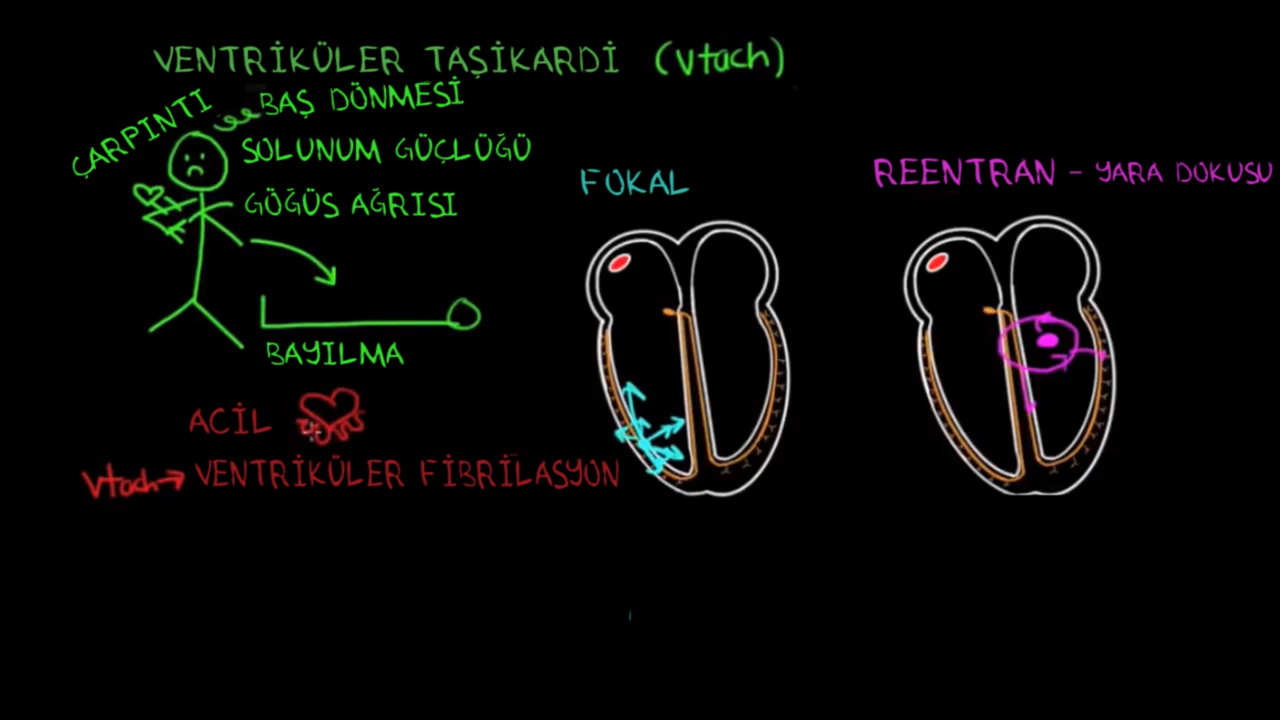 VENTRİKÜLER TAŞİKARDİ (Vtach)
ÇARPINTI
BAŞ DÖNMESİ
SOLUNUM GÜÇLÜĞÜ
GÖĞÜS AĞRISI
BAYILMA
ACİL
Vtach → VENTRİKÜLER FİBRİLASYON
FOKAL
REENTRAN - YARA DOKUSU